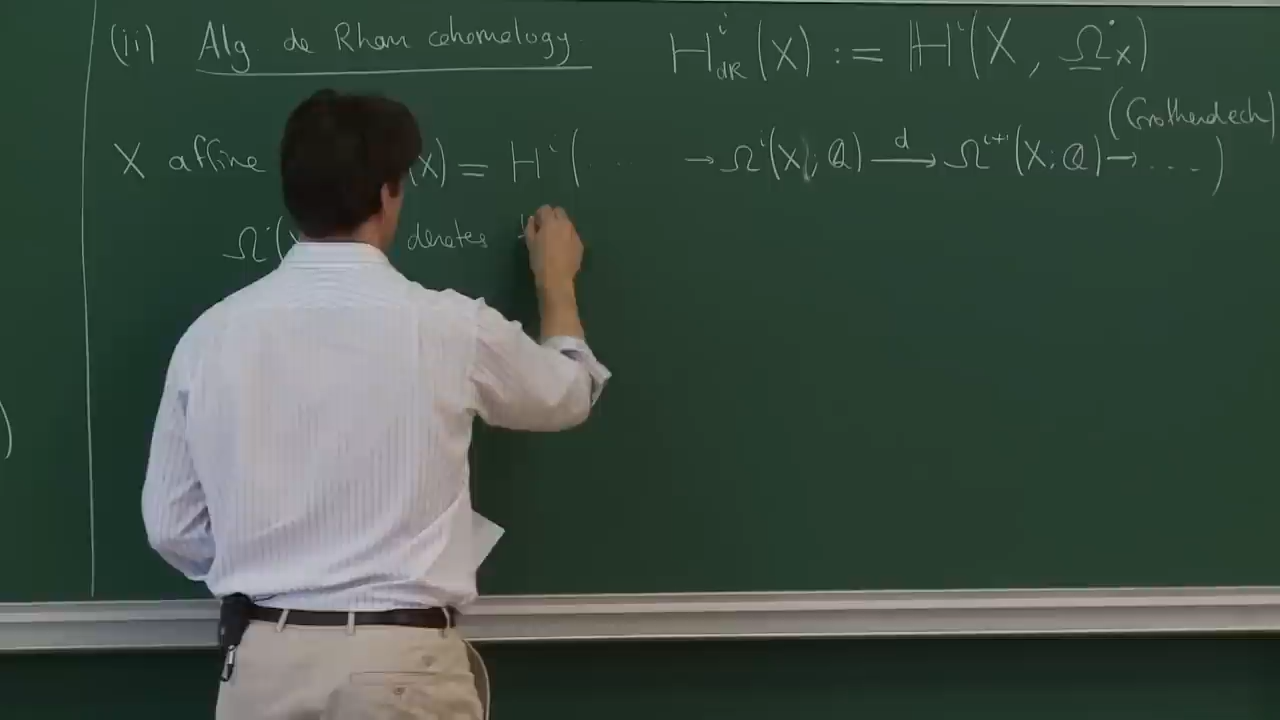 (ii) Alg. de Rham cohomology H^i_dR(X) := ℍ^i(X, Ω^•_X)
(Grothendieck)
X affine (X) = H^i( .... → Ω^i(X; Q) —d→ Ω^{i+1}(X; Q) → .... )
Ω^i( denotes